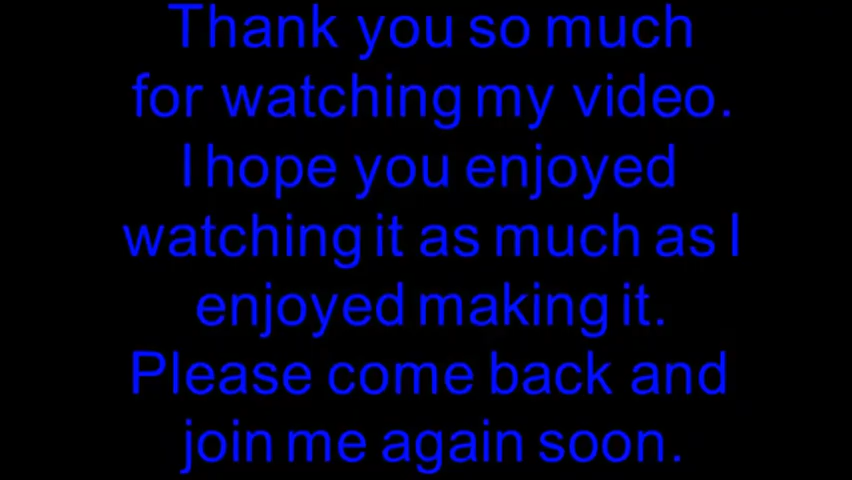 Thank you so much
for watching my video.
I hope you enjoyed
watching it as much as I
enjoyed making it.
Please come back and
join me again soon.